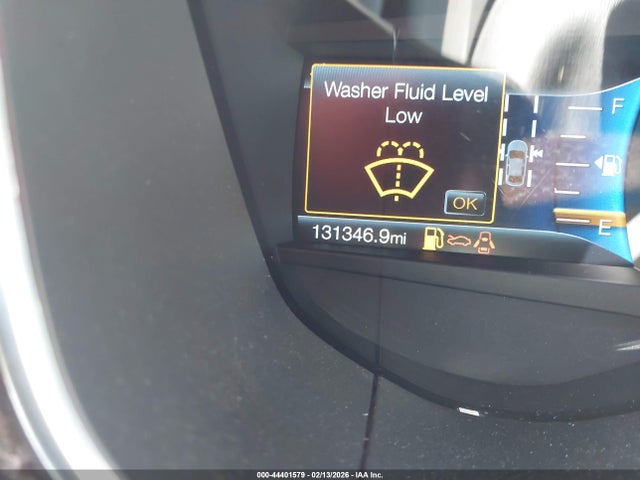 Washer Fluid Level
Low
OK
F
E
131346.9mi
000-44401579 | 02/13/2026 | IAA Inc.